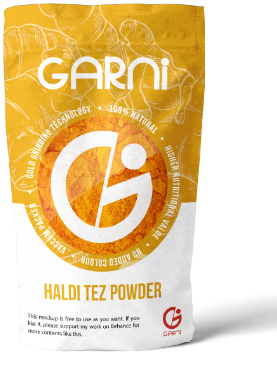 GARNi
COLD GRINDING TECHNOLOGY • 100% NATURAL • HIGHER NUTRITIONAL VALUE • NO ADDED COLOUR • VACCUM PACKED
HALDI TEZ POWDER
This mockup is free to use as you want. If you
like it, please support my work on Behance for
more contents like this.
GARNi